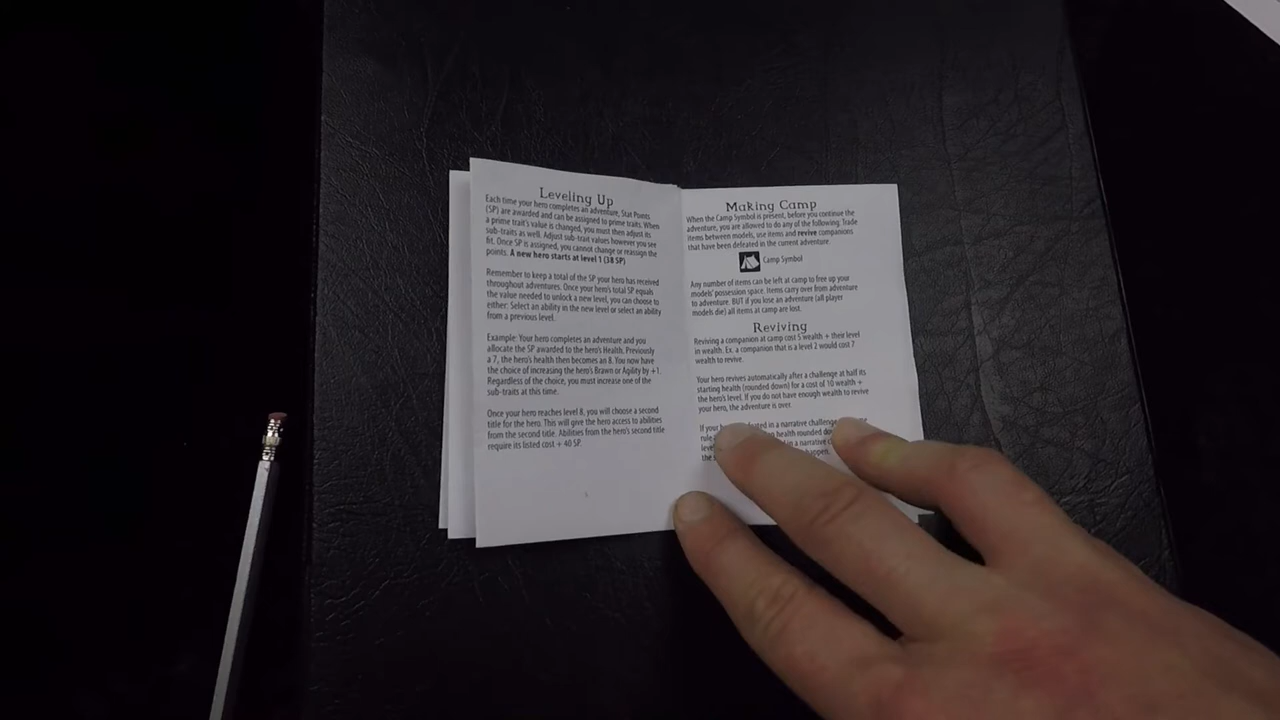 Leveling Up
Each time your hero completes an adventure, Stat Points
(SP) are awarded and can be assigned to prime traits. When
a prime trait's value is changed, you must then adjust its
sub-traits as well. Adjust sub-trait values however you see
fit. Once SP is assigned, you cannot change or reassign the
points. A new hero starts at level 1 (38 SP)
Remember to keep a total of the SP your hero has received
throughout adventures. Once your hero's total SP equals
the value needed to unlock a new level, you can choose to
either: Select an ability in the new level or select an ability
from a previous level.
Example: Your hero completes an adventure and you
allocate the SP awarded to the hero's Health. Previously
a 7, the hero's health then becomes an 8. You now have
the choice of increasing the hero's Brawn or Agility by +1.
Regardless of the choice, you must increase one of the
sub-traits at this time.
Once your hero reaches level 8, you will choose a second
title for the hero. This will give the hero access to abilities
from the second title. Abilities from the hero's second title
require its listed cost + 40 SP.
Making Camp
When the Camp Symbol is present, before you continue the
adventure, you are allowed to do any of the following: Trade
items between models, use items and revive companions
that have been defeated in the current adventure.
Camp Symbol
Any number of items can be left at camp to free up your
models' possession space. Items carry over from adventure
to adventure. BUT if you lose an adventure (all player
models die) all items at camp are lost.
Reviving
Reviving a companion at camp cost 5 wealth + their level
in wealth. Ex. a companion that is a level 2 would cost 7
wealth to revive.
Your hero revives automatically after a challenge at half its
starting health (rounded down) for a cost of 10 wealth +
the hero's level. If you do not have enough wealth to revive
your hero, the adventure is over.
If your in a narrative challenge
health rounded
in a narrative
the happen.